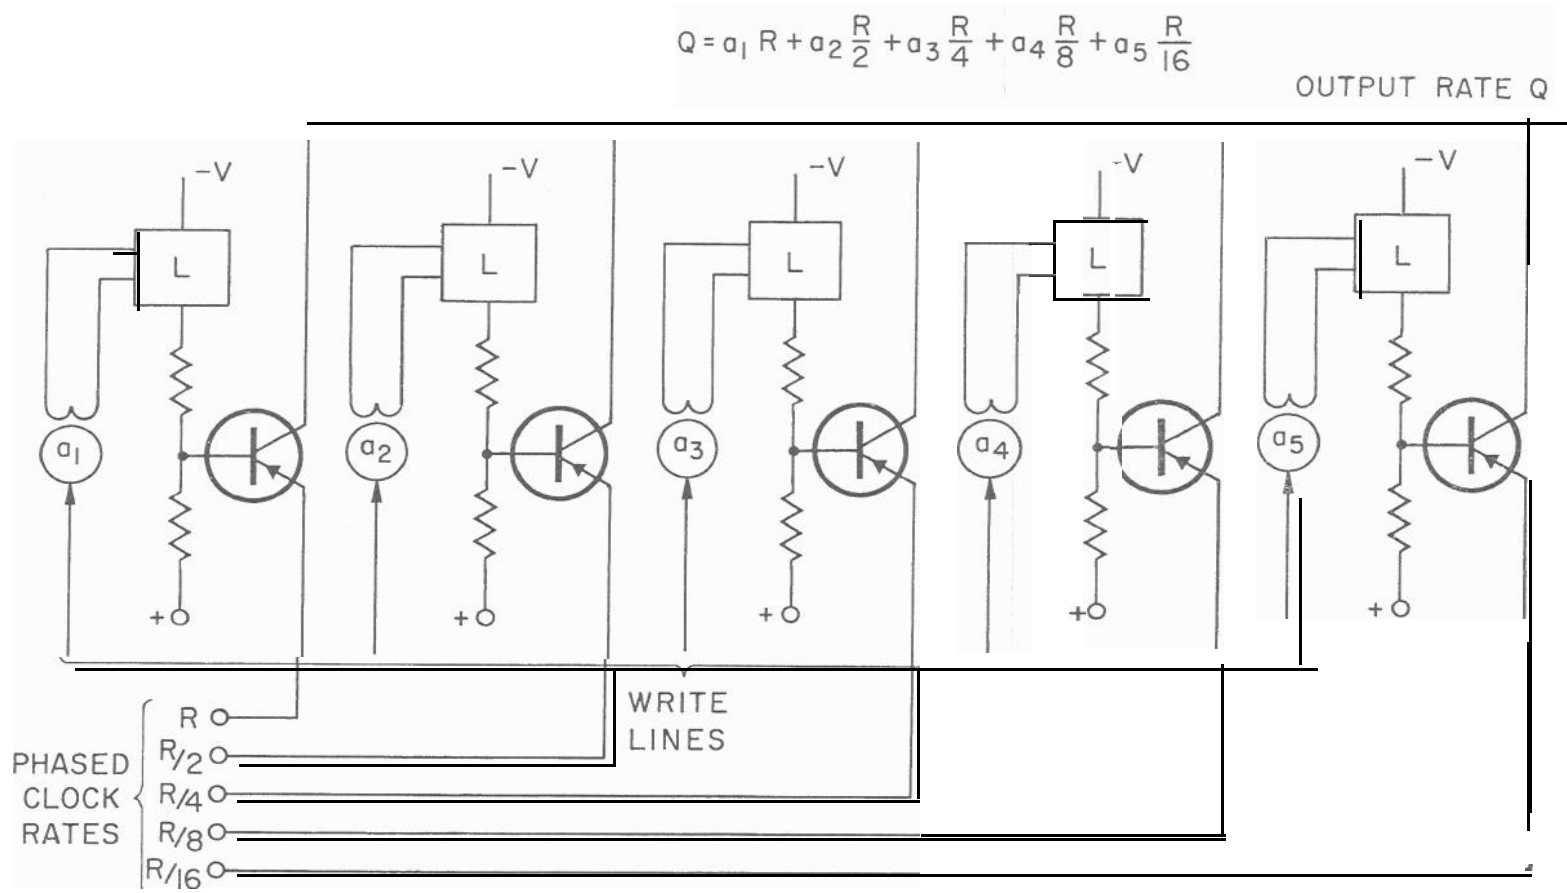 Q = a1 R + a2 R/2 + a3 R/4 + a4 R/8 + a5 R/16
OUTPUT RATE Q
-V -V -V -V -V
L L L L L
a1 a2 a3 a4 a5
+ + + + +
WRITE
LINES
PHASED
CLOCK
RATES
R
R/2
R/4
R/8
R/16